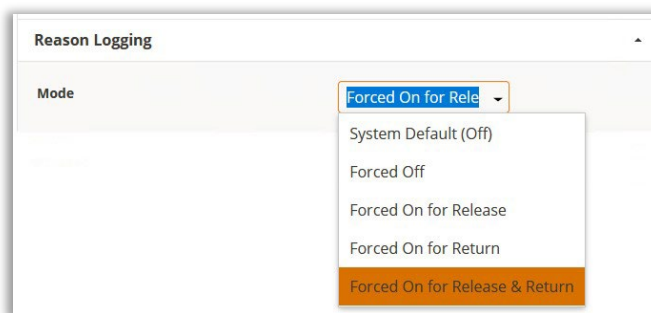 Reason Logging
Mode
Forced On for Rele
System Default (Off)
Forced Off
Forced On for Release
Forced On for Return
Forced On for Release & Return